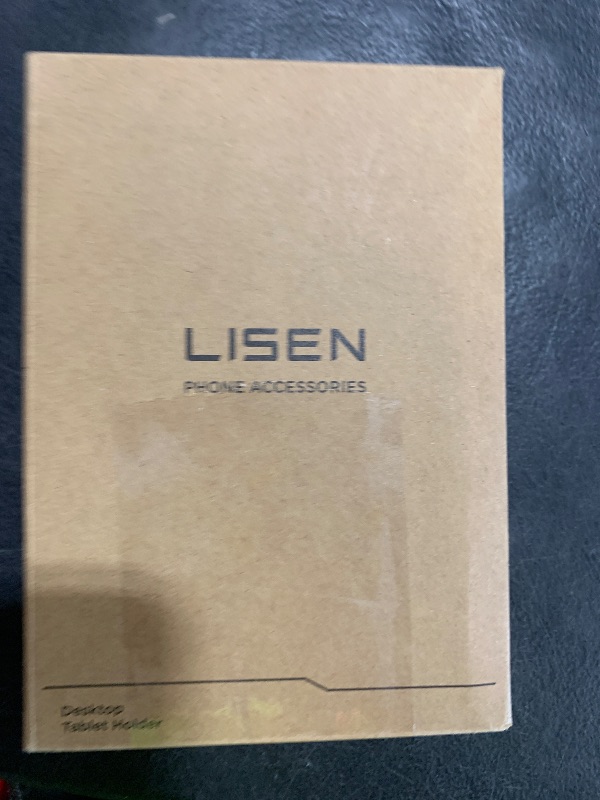 LISEN
PHONE ACCESSORIES
Desktop
Tablet Holder